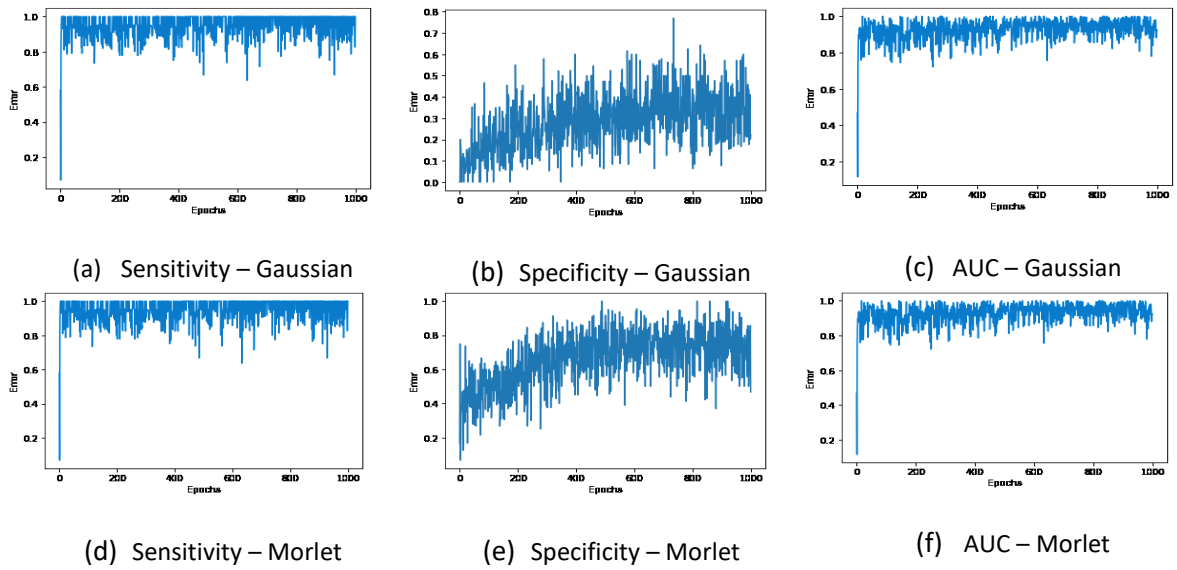 1.0
0.8
0.6
0.4
0.2
Error
0 200 400 600 800 1000
Epochs
0.8
0.7
0.6
0.5
0.4
0.3
0.2
0.1
0.0
Error
0 200 400 600 800 1000
Epochs
1.0
0.8
0.6
0.4
0.2
Error
0 200 400 600 800 1000
Epochs
(a) Sensitivity – Gaussian
(b) Specificity – Gaussian
(c) AUC – Gaussian
1.0
0.8
0.6
0.4
0.2
Error
0 200 400 600 800 1000
Epochs
1.0
0.8
0.6
0.4
0.2
Error
0 200 400 600 800 1000
Epochs
1.0
0.8
0.6
0.4
0.2
Error
0 200 400 600 800 1000
Epochs
(d) Sensitivity – Morlet
(e) Specificity – Morlet
(f) AUC – Morlet